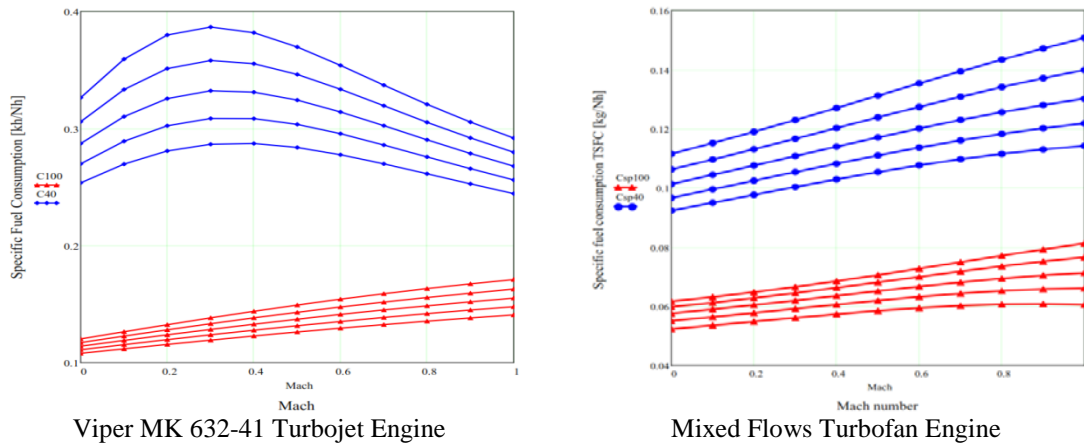 0.4
0.3
0.2
0.1
Specific Fuel Consumption [kh/Nh]
C100
C40
0
0.2
0.4
0.6
0.8
1
Mach
Mach
Viper MK 632-41 Turbojet Engine
0.16
0.14
0.12
0.1
0.08
0.06
0.04
Specific fuel consumption TSFC [kg/Nh]
Csp100
Csp40
0
0.2
0.4
0.6
0.8
Mach
Mach number
Mixed Flows Turbofan Engine